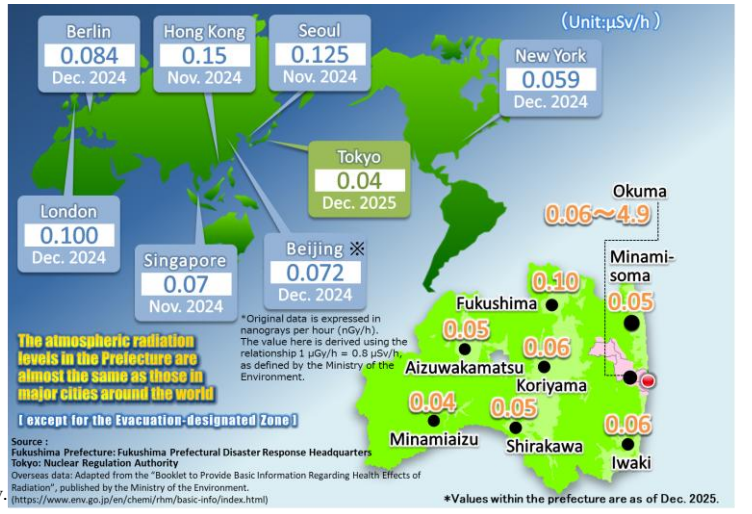 (Unit:μSv/h )
Berlin
0.084
Dec. 2024
Hong Kong
0.15
Nov. 2024
Seoul
0.125
Nov. 2024
New York
0.059
Dec. 2024
Tokyo
0.04
Dec. 2025
London
0.100
Dec. 2024
Singapore
0.07
Nov. 2024
Beijing ※
0.072
Dec. 2024
*Original data is expressed in
nanograys per hour (nGy/h).
The value here is derived using the
relationship 1 μGy/h = 0.8 μSv/h,
as defined by the Ministry of the
Environment.
Okuma
0.06～4.9
Minami-
soma
0.05
0.10
Fukushima
0.05
Aizuwakamatsu
0.06
Koriyama
0.04
Minamiaizu
0.05
Shirakawa
0.06
Iwaki
The atmospheric radiation
levels in the Prefecture are
almost the same as those in
major cities around the world
[ except for the Evacuation-designated Zone ]
Source :
Fukushima Prefecture: Fukushima Prefectural Disaster Response Headquarters
Tokyo: Nuclear Regulation Authority
Overseas data: Adapted from the “Booklet to Provide Basic Information Regarding Health Effects of
Radiation”, published by the Ministry of the Environment.
(https://www.env.go.jp/en/chemi/rhm/basic-info/index.html)
*Values within the prefecture are as of Dec. 2025.